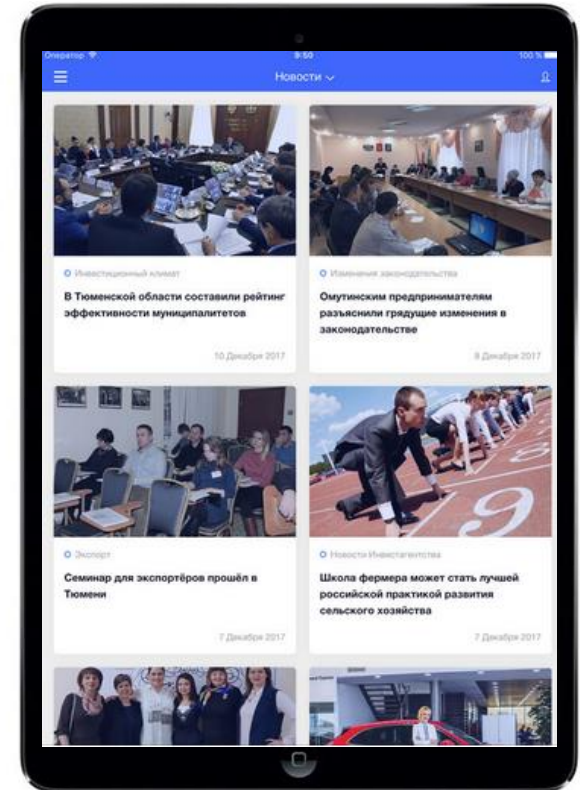 Оператор
9:50
100 %
Новости
Инвестиционный климат
В Тюменской области составили рейтинг
эффективности муниципалитетов
10 Декабря 2017
Изменения законодательства
Омутинским предпринимателям
разъяснили грядущие изменения в
законодательстве
8 Декабря 2017
Экспорт
Семинар для экспортёров прошёл в
Тюмени
7 Декабря 2017
8
9
Новости Инвестагентства
Школа фермера может стать лучшей
российской практикой развития
сельского хозяйства
7 Декабря 2017